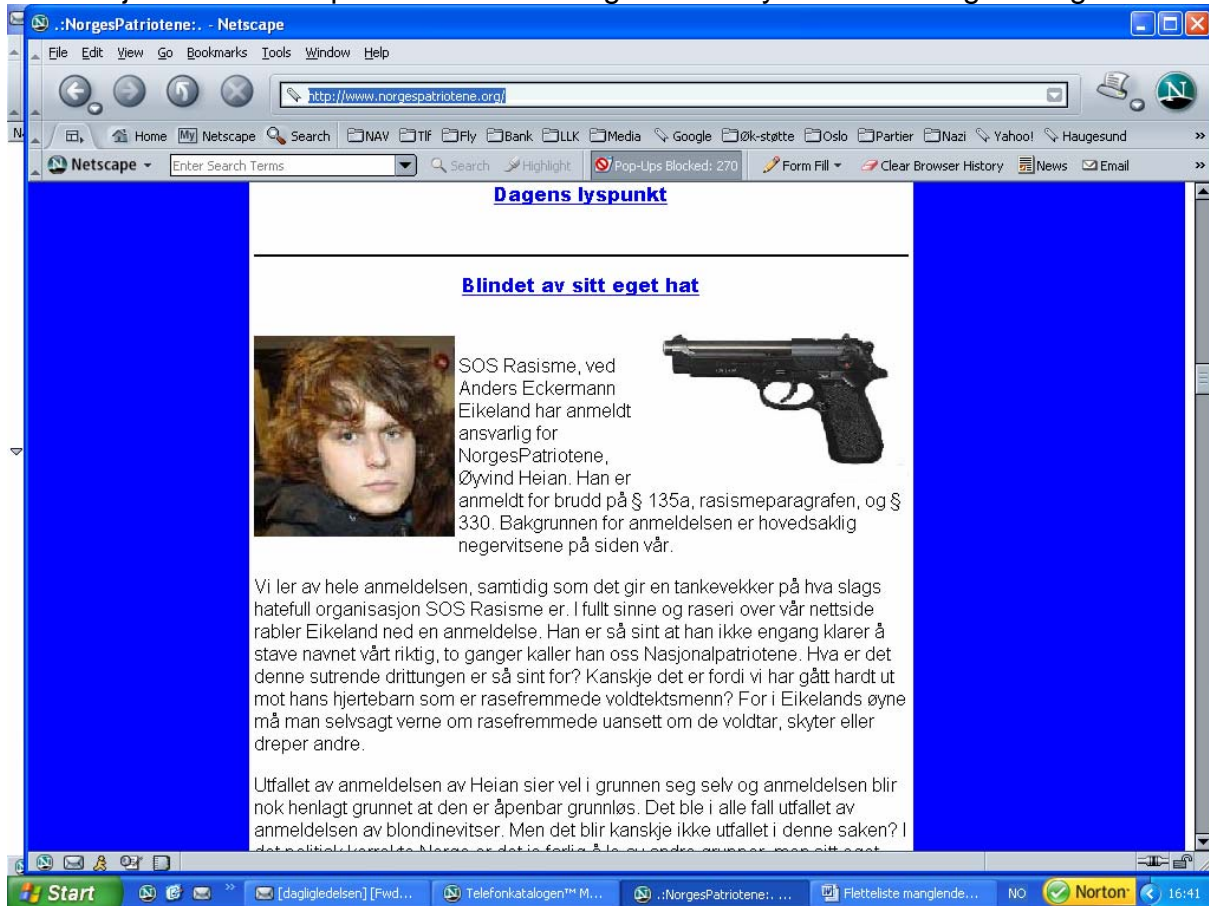 .:NorgesPatriotene:. - Netscape
File Edit View Go Bookmarks Tools Window Help
http://www.norgespatriotene.org/
Home My Netscape Search NAV Tlf Fly Bank LLK Media Google Øk-støtte Oslo Partier Nazi Yahoo! Haugesund »
Netscape Enter Search Terms Search Highlight Pop-Ups Blocked: 270 Form Fill Clear Browser History News Email »
Dagens lyspunkt
Blindet av sitt eget hat
SOS Rasisme, ved
Anders Eckermann
Eikeland har anmeldt
ansvarlig for
NorgesPatriotene,
Øyvind Heian. Han er
anmeldt for brudd på § 135a, rasismeparagrafen, og §
330. Bakgrunnen for anmeldelsen er hovedsaklig
negervitsene på siden vår.
Vi ler av hele anmeldelsen, samtidig som det gir en tankevekker på hva slags
hatefull organisasjon SOS Rasisme er. I fullt sinne og raseri over vår nettside
rabler Eikeland ned en anmeldelse. Han er så sint at han ikke engang klarer å
stave navnet vårt riktig, to ganger kaller han oss Nasjonalpatriotene. Hva er det
denne sutrende drittungen er så sint for? Kanskje det er fordi vi har gått hardt ut
mot hans hjertebarn som er rasefremmede voldtektsmenn? For i Eikelands øyne
må man selvsagt verne om rasefremmede uansett om de voldtar, skyter eller
dreper andre.
Utfallet av anmeldelsen av Heian sier vel i grunnen seg selv og anmeldelsen blir
nok henlagt grunnet at den er åpenbar grunnløs. Det ble i alle fall utfallet av
anmeldelsen av blondinevitser. Men det blir kanskje ikke utfallet i denne saken? I
Start » [dagligledelsen] [Fwd... Telefonkatalogen™ M... .:NorgesPatriotene:. ... Fletteliste manglende... NO Norton 16:41